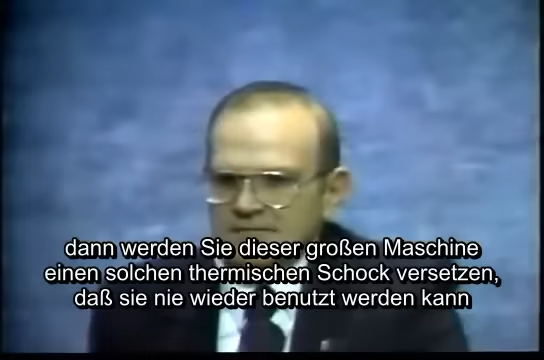 dann werden Sie dieser großen Maschine
einen solchen thermischen Schock versetzen,
daß sie nie wieder benutzt werden kann